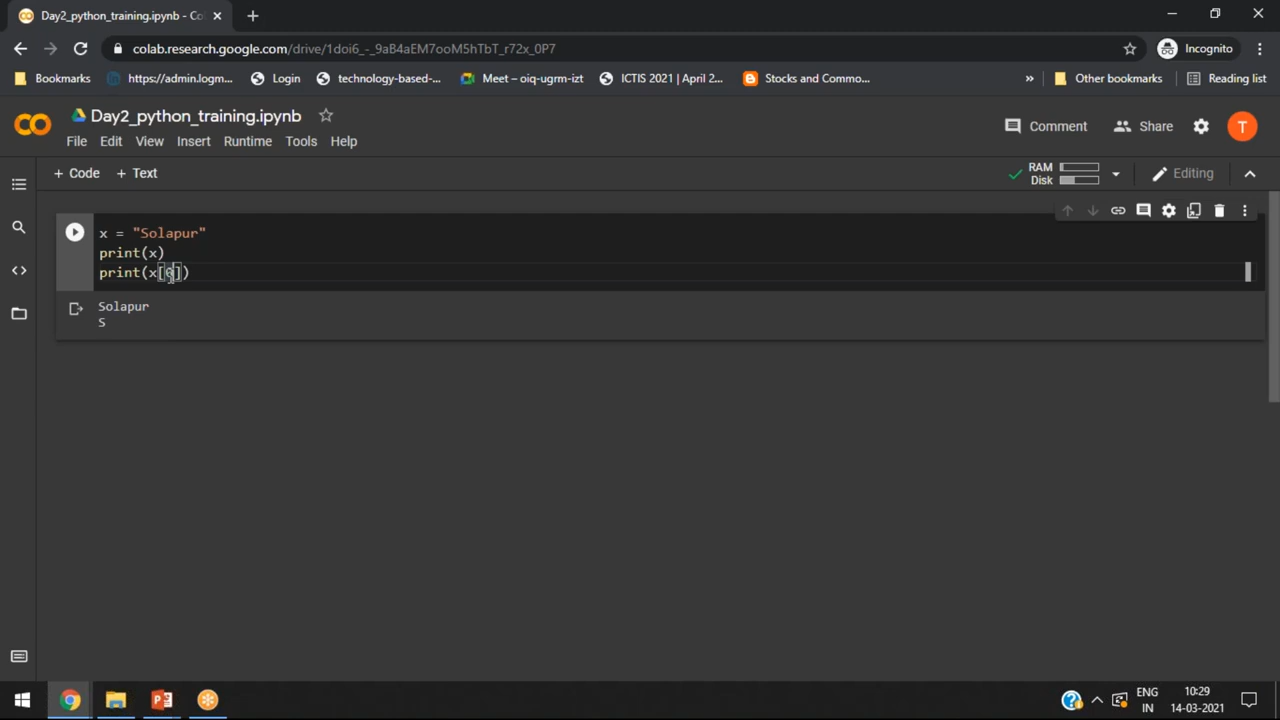 Day2_python_training.ipynb - Co
colab.research.google.com/drive/1doi6_-_9aB4aEM7ooM5hTbT_r72x_0P7
Incognito
Bookmarks https://admin.logm... Login technology-based-... Meet – oiq-ugrm-izt ICTIS 2021 | April 2... Stocks and Commo... » Other bookmarks Reading list
Day2_python_training.ipynb
Comment Share T
File Edit View Insert Runtime Tools Help
+ Code + Text
RAM
Disk
Editing
x = "Solapur"
print(x)
print(x[0])
Solapur
S
ENG
IN
10:29
14-03-2021